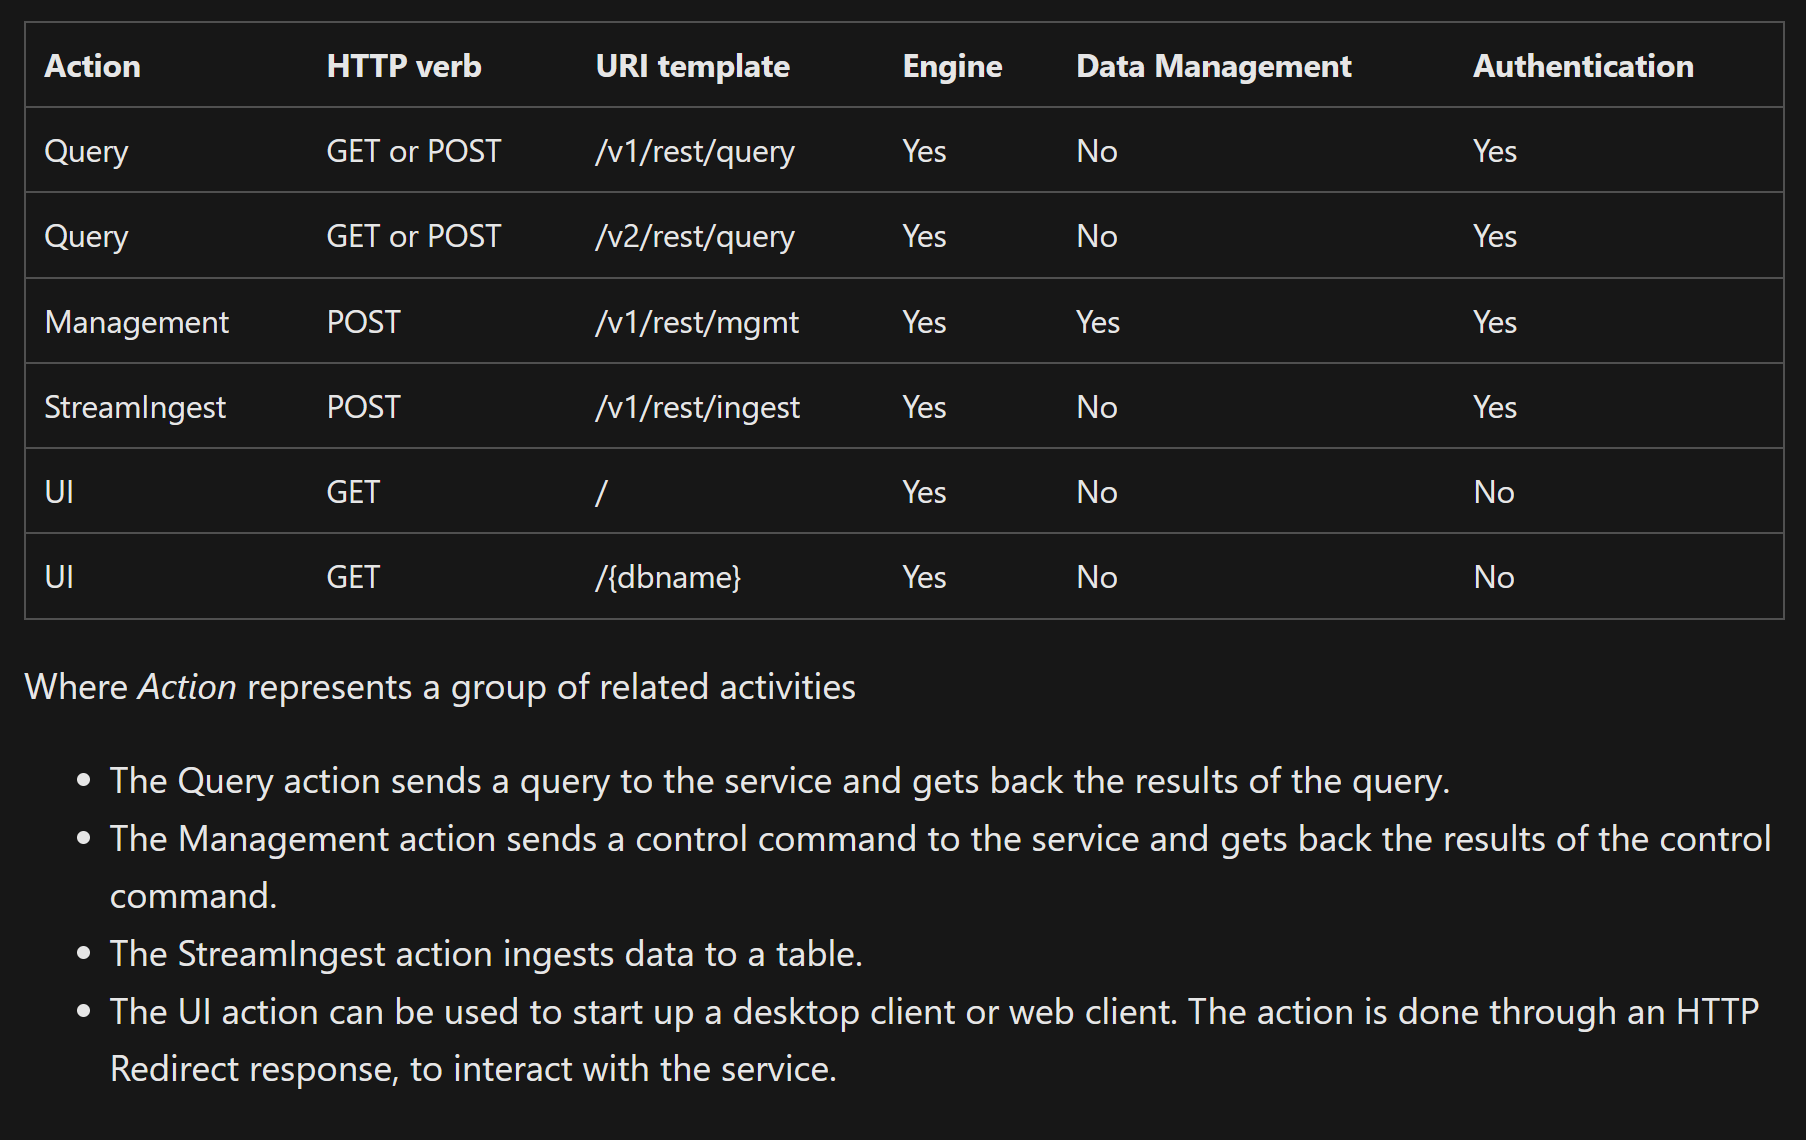 Action HTTP verb URI template Engine Data Management Authentication
Query GET or POST /v1/rest/query Yes No Yes
Query GET or POST /v2/rest/query Yes No Yes
Management POST /v1/rest/mgmt Yes Yes Yes
StreamIngest POST /v1/rest/ingest Yes No Yes
UI GET / Yes No No
UI GET /{dbname} Yes No No
Where Action represents a group of related activities
• The Query action sends a query to the service and gets back the results of the query.
• The Management action sends a control command to the service and gets back the results of the control
command.
• The StreamIngest action ingests data to a table.
• The UI action can be used to start up a desktop client or web client. The action is done through an HTTP
Redirect response, to interact with the service.